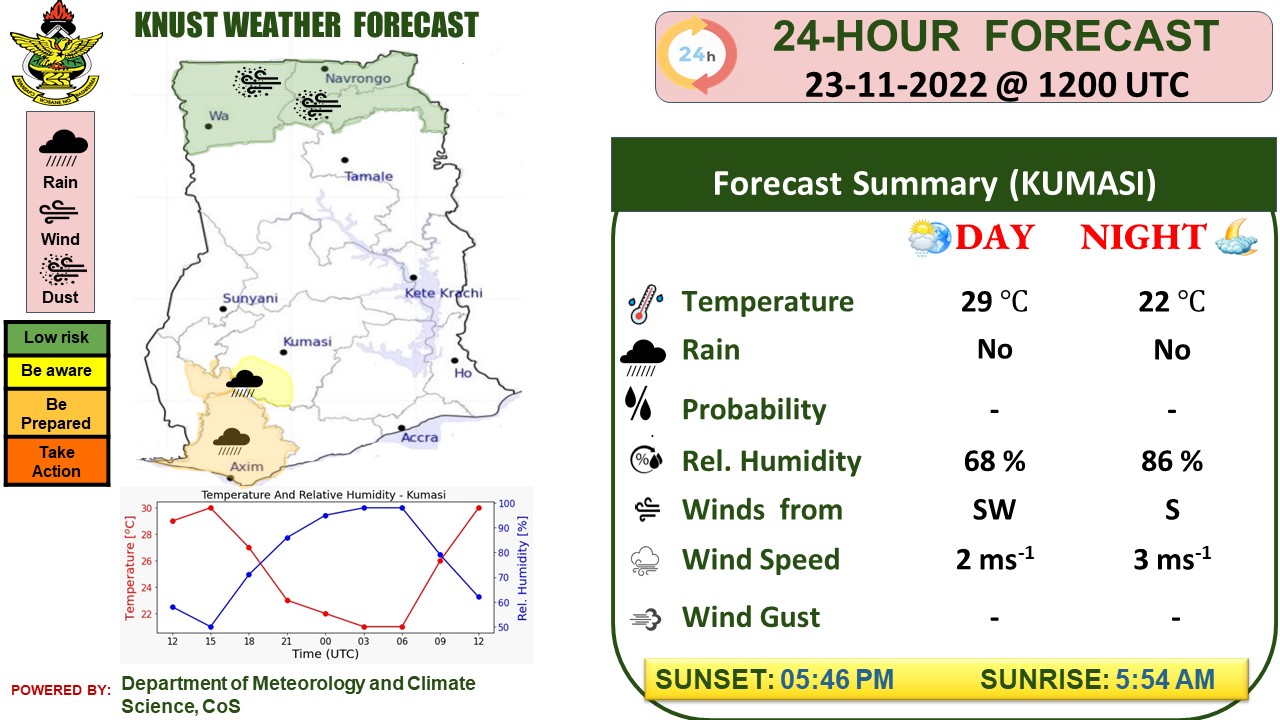 KNUST WEATHER FORECAST
Rain
Wind
Dust
Low risk
Be aware
Be
Prepared
Take
Action
Navrongo
Wa
Tamale
Kete Krachi
Sunyani
Kumasi
Ho
Accra
Axim
Temperature And Relative Humidity - Kumasi
Temperature [°C]
30
28
26
24
22
100
90
80
70
60
50
Rel. Humidity [%]
12 15 18 21 00 03 06 09 12
Time (UTC)
POWERED BY: Department of Meteorology and Climate
Science, CoS
24h
24-HOUR FORECAST
23-11-2022 @ 1200 UTC
Forecast Summary (KUMASI)
DAY NIGHT
Temperature 29 °C 22 °C
Rain No No
Probability - -
% Rel. Humidity 68 % 86 %
Winds from SW S
Wind Speed 2 ms-1 3 ms-1
Wind Gust - -
SUNSET: 05:46 PM SUNRISE: 5:54 AM